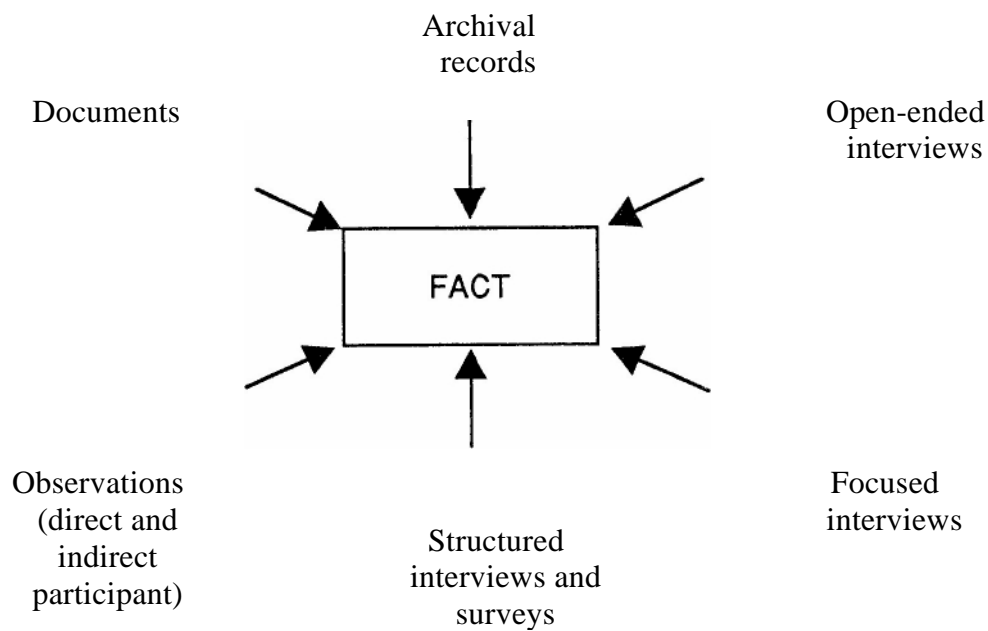 Archival
records
Documents
Open-ended
interviews
FACT
Observations
(direct and
indirect
participant)
Structured
interviews and
surveys
Focused
interviews